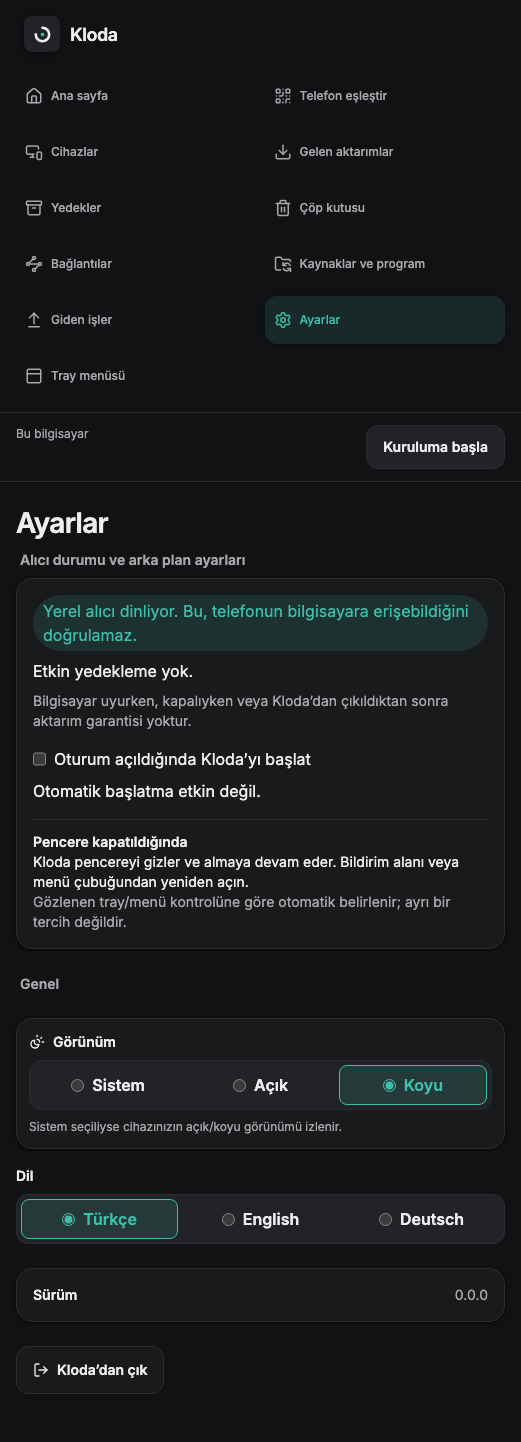 Kloda
Ana sayfa
Telefon eşleştir
Cihazlar
Gelen aktarımlar
Yedekler
Çöp kutusu
Bağlantılar
Kaynaklar ve program
Giden işler
Ayarlar
Tray menüsü
Bu bilgisayar
Kuruluma başla
Ayarlar
Alıcı durumu ve arka plan ayarları
Yerel alıcı dinliyor. Bu, telefonun bilgisayara erişebildiğini
doğrulamaz.
Etkin yedekleme yok.
Bilgisayar uyurken, kapalıyken veya Kloda’dan çıkıldıktan sonra
aktarım garantisi yoktur.
Oturum açıldığında Kloda’yı başlat
Otomatik başlatma etkin değil.
Pencere kapatıldığında
Kloda pencereyi gizler ve almaya devam eder. Bildirim alanı veya
menü çubuğundan yeniden açın.
Gözlenen tray/menü kontrolüne göre otomatik belirlenir; ayrı bir
tercih değildir.
Genel
Görünüm
Sistem
Açık
Koyu
Sistem seçiliyse cihazınızın açık/koyu görünümü izlenir.
Dil
Türkçe
English
Deutsch
Sürüm
0.0.0
Kloda’dan çık